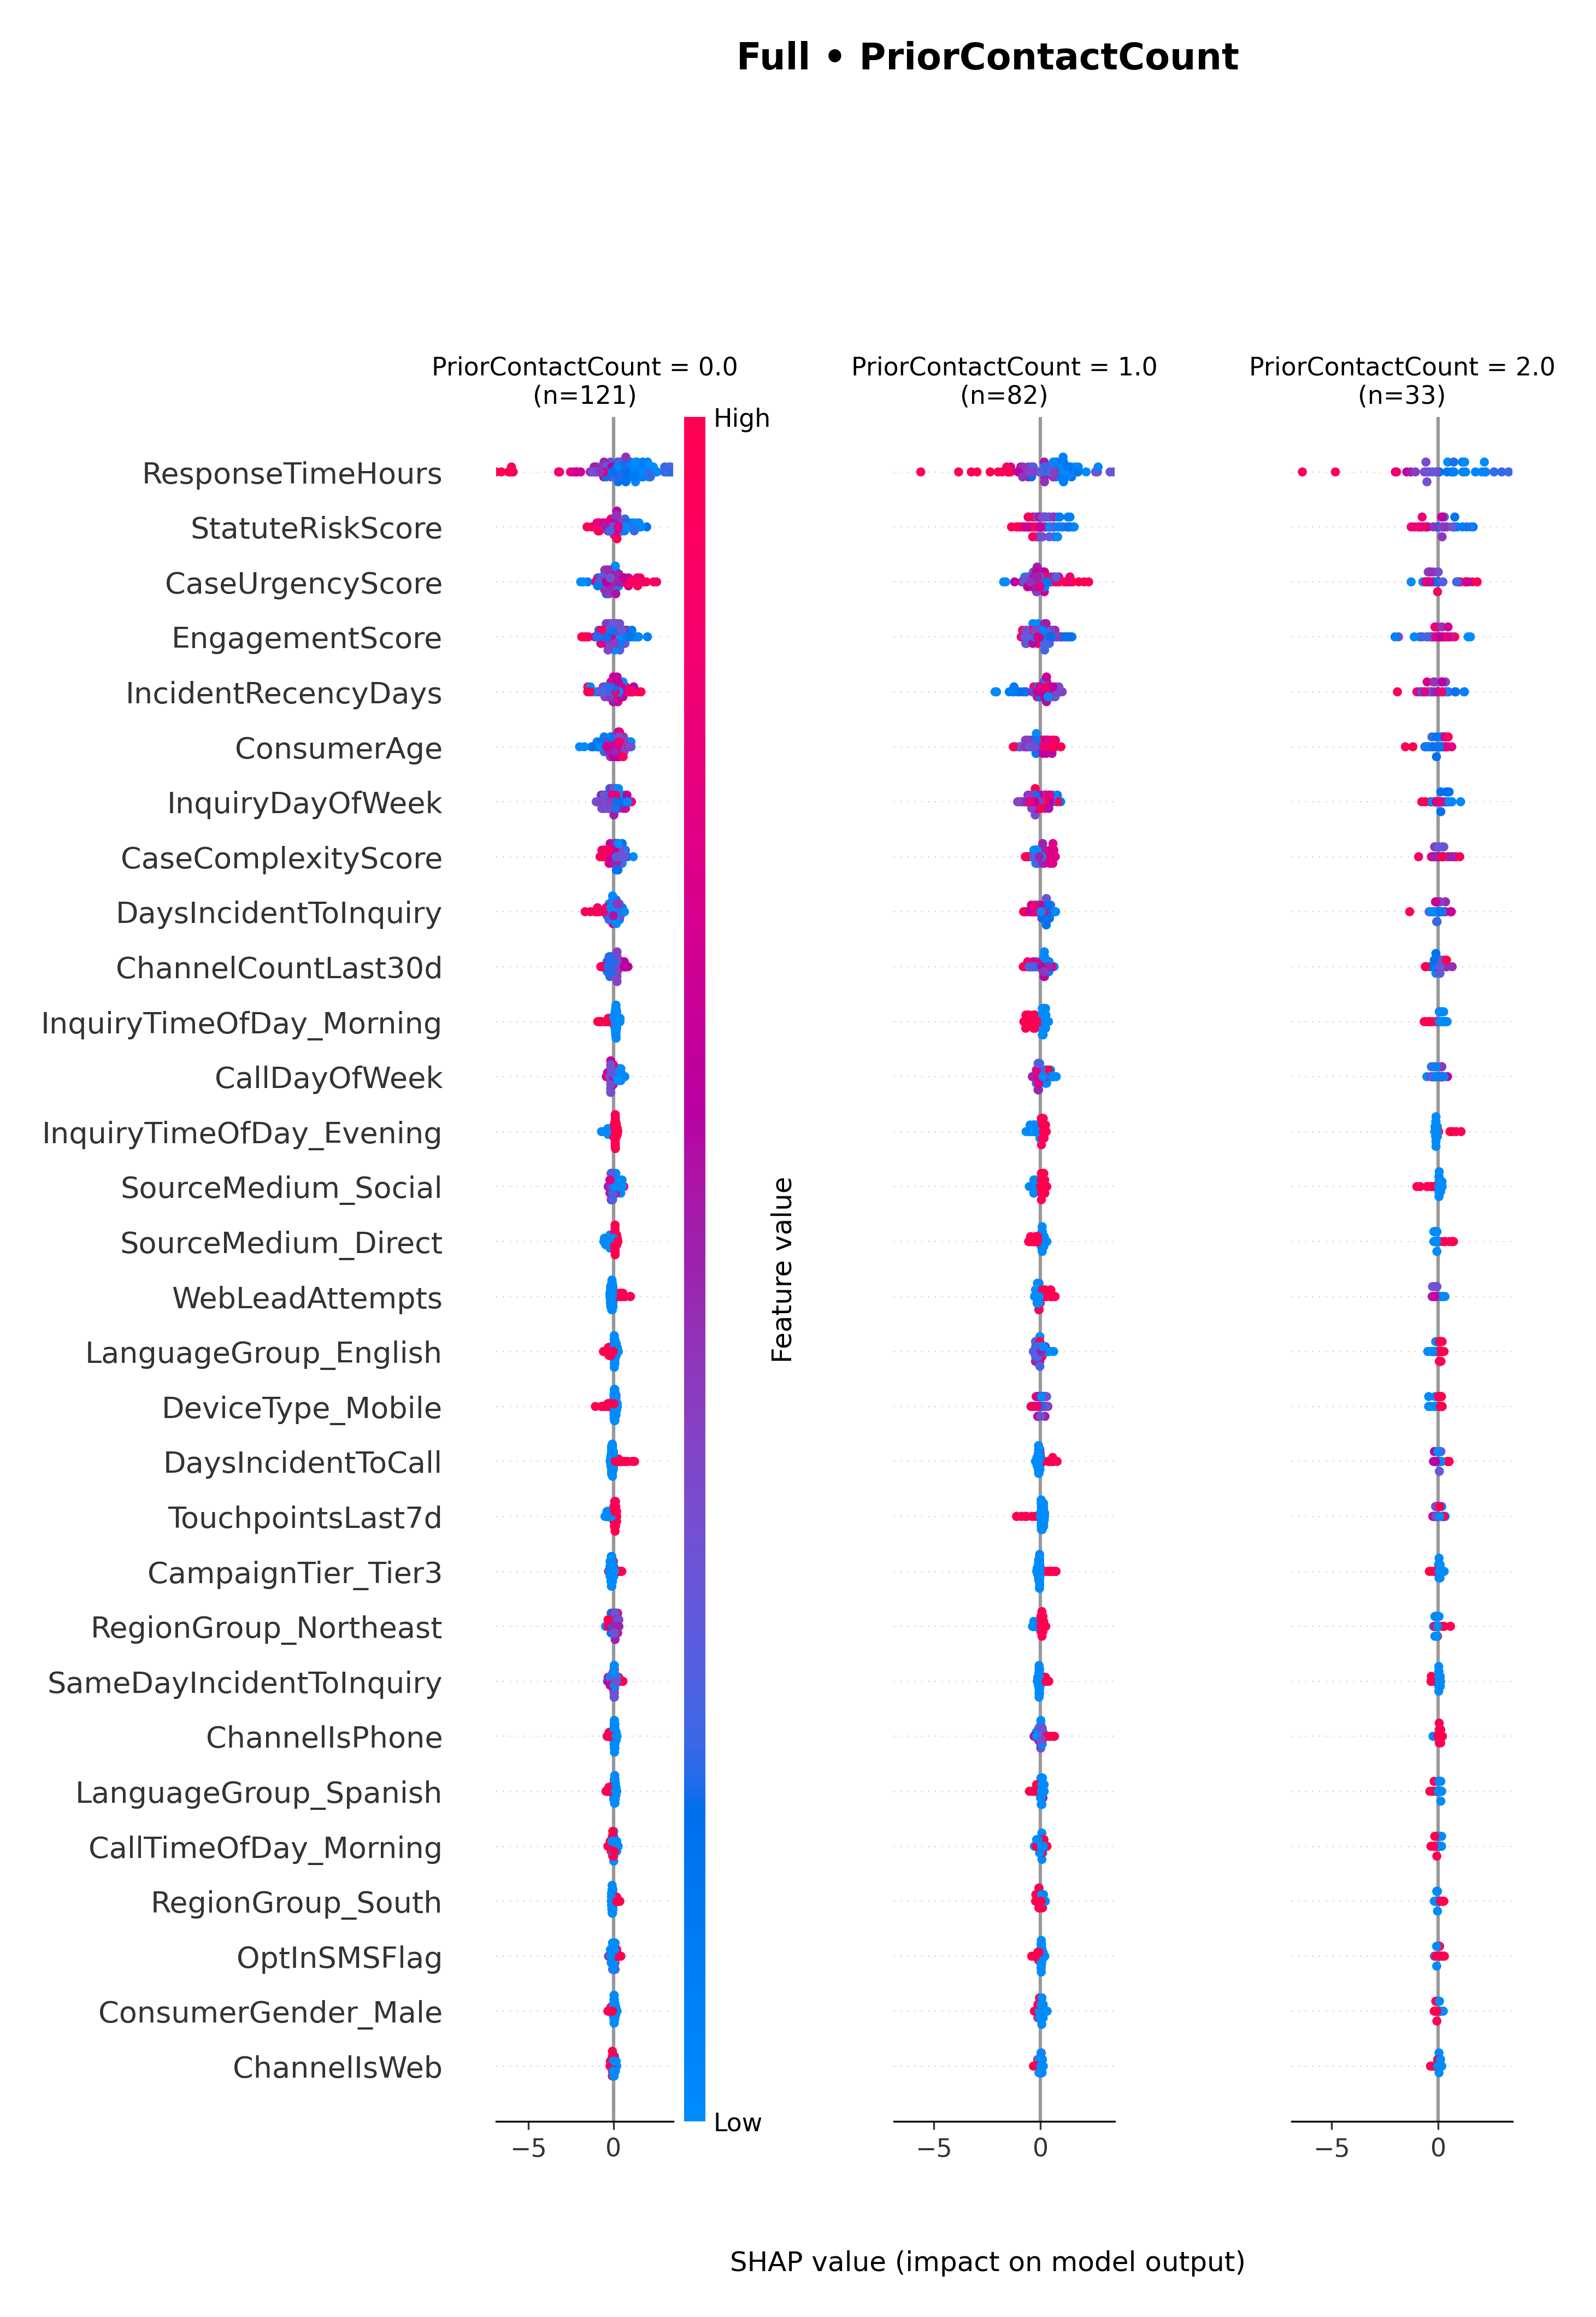 Full • PriorContactCount
PriorContactCount = 0.0
(n=121)
PriorContactCount = 1.0
(n=82)
PriorContactCount = 2.0
(n=33)
High
ResponseTimeHours
StatuteRiskScore
CaseUrgencyScore
EngagementScore
IncidentRecencyDays
ConsumerAge
InquiryDayOfWeek
CaseComplexityScore
DaysIncidentToInquiry
ChannelCountLast30d
InquiryTimeOfDay_Morning
CallDayOfWeek
InquiryTimeOfDay_Evening
SourceMedium_Social
SourceMedium_Direct
WebLeadAttempts
LanguageGroup_English
DeviceType_Mobile
DaysIncidentToCall
TouchpointsLast7d
CampaignTier_Tier3
RegionGroup_Northeast
SameDayIncidentToInquiry
ChannelIsPhone
LanguageGroup_Spanish
CallTimeOfDay_Morning
RegionGroup_South
OptInSMSFlag
ConsumerGender_Male
ChannelIsWeb
Feature value
Low
−5 0
−5 0
−5 0
SHAP value (impact on model output)